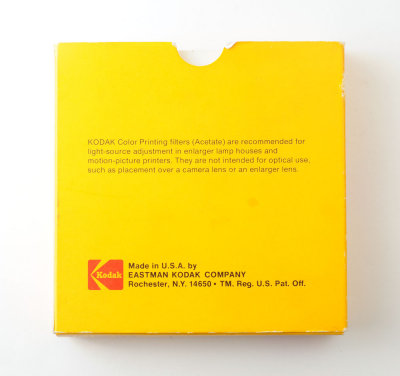 KODAK Color Printing filters (Acetate) are recommended for
light-source adjustment in enlarger lamp houses and
motion-picture printers. They are not intended for optical use,
such as placement over a camera lens or an enlarger lens.
Kodak
Made in U.S.A. by
EASTMAN KODAK COMPANY
Rochester, N.Y. 14650 • TM. Reg. U.S. Pat. Off.